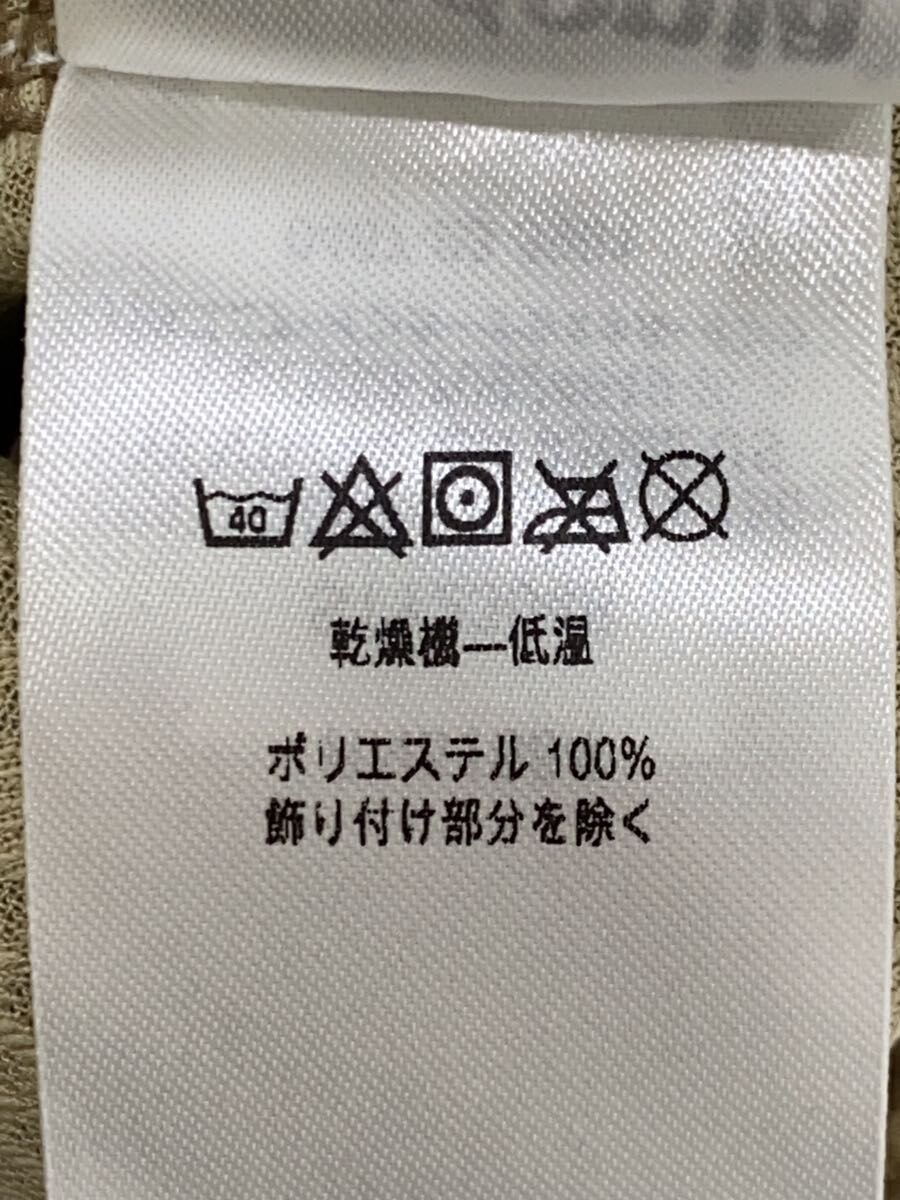 40
乾燥機—低温
ポリエステル 100%
飾り付け部分を除く